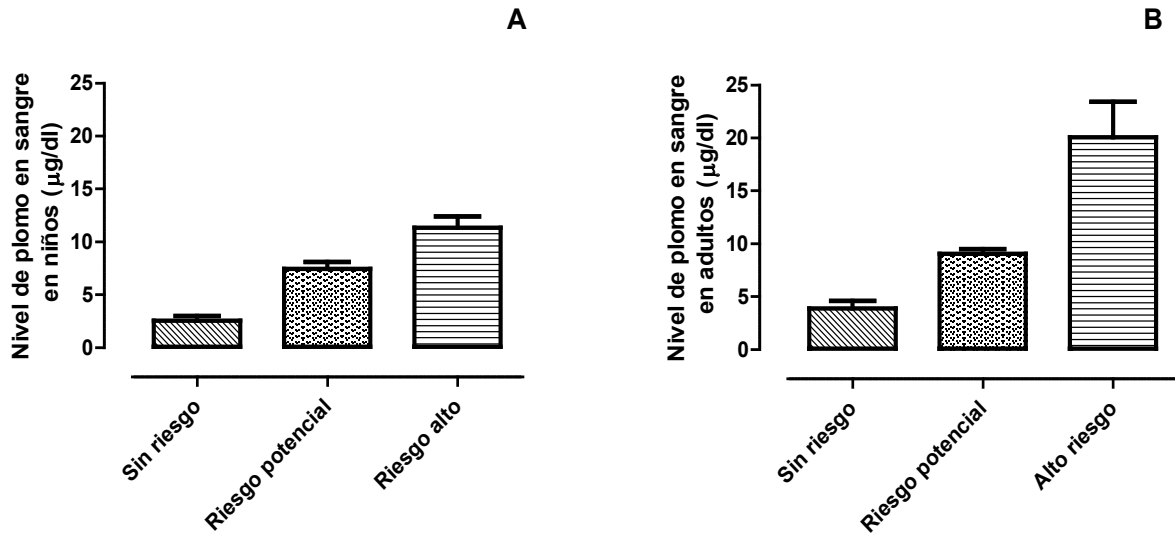 A
Nivel de plomo en sangre
en niños (μg/dl)
25
20
15
10
5
0
Sin riesgo
Riesgo potencial
Riesgo alto
B
Nivel de plomo en sangre
en adultos (μg/dl)
25
20
15
10
5
0
Sin riesgo
Riesgo potencial
Alto riesgo